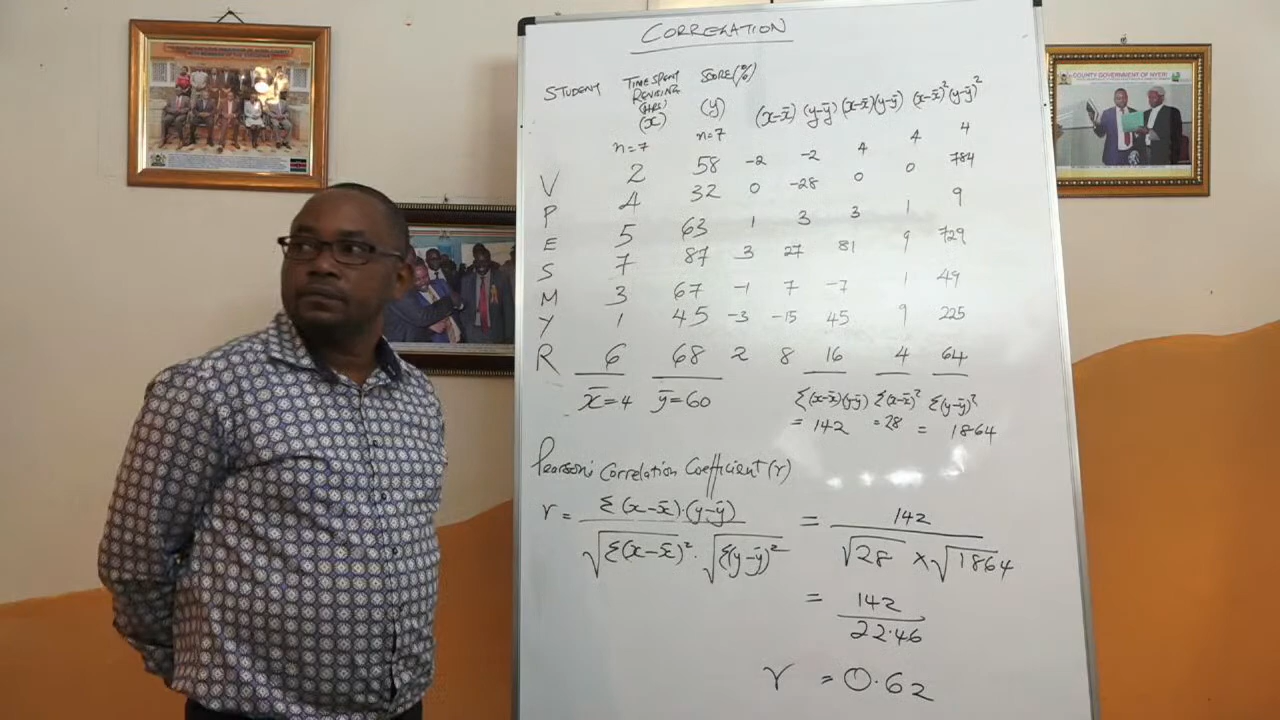 CORRELATION
STUDENT TIME SPENT REVISING (HRS) (x) SCORE(%) (y) (x-x̄) (y-ȳ) (x-x̄)(y-ȳ) (x-x̄)² (y-ȳ)²
n=7 n=7
V 2 58 -2 -2 4 4 4
P 4 32 0 -28 0 0 784
E 5 63 1 3 3 1 9
S 7 87 3 27 81 9 729
M 3 67 -1 7 -7 1 49
Y 1 45 -3 -15 45 9 225
R 6 68 2 8 16 4 64
x̄=4 ȳ=60 Σ(x-x̄)(y-ȳ) Σ(x-x̄)² Σ(y-ȳ)²
= 142 =28 = 1864
Pearson Correlation Coefficient (r)
r = Σ(x-x̄)·(y-ȳ) / √Σ(x-x̄)² · √Σ(y-ȳ)² = 142 / √28 × √1864
= 142 / 22.46
r = 0.62
COUNTY GOVERNMENT OF NYERI